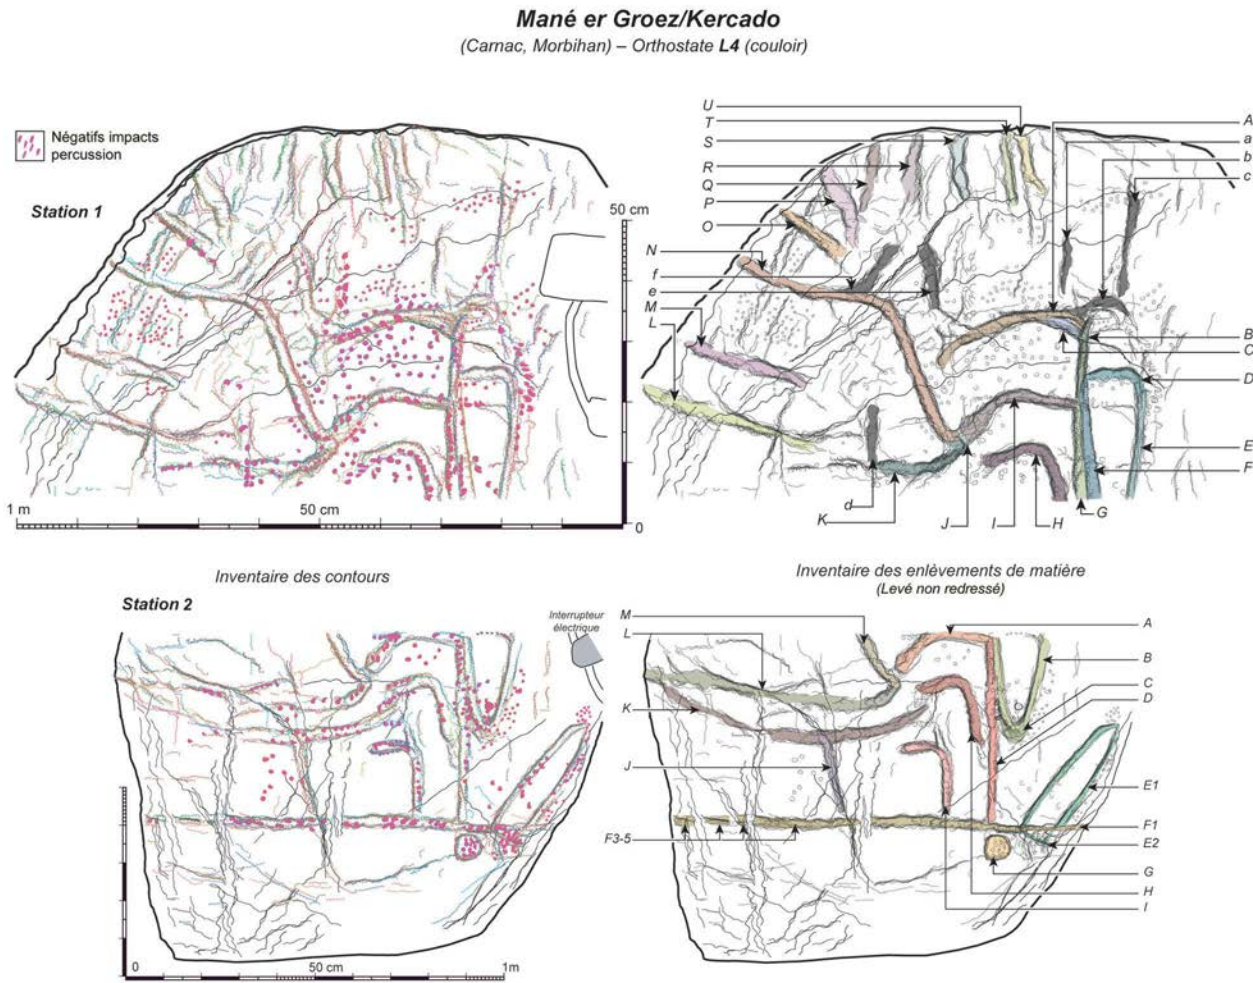 Mané er Groez/Kercado
(Carnac, Morbihan) – Orthostate L4 (couloir)
Négatifs impacts
percussion
Station 1
50 cm
1 m
50 cm
0
U
T
S
R
Q
P
O
N
f
e
M
L
A
a
b
c
B
C
D
E
F
G
d
K
J
I
H
Inventaire des contours
Inventaire des enlèvements de matière
(Levé non redressé)
Station 2
Interrupteur
électrique
0
50 cm
1m
M
L
K
J
F3-5
A
B
C
D
E1
F1
E2
G
H
I